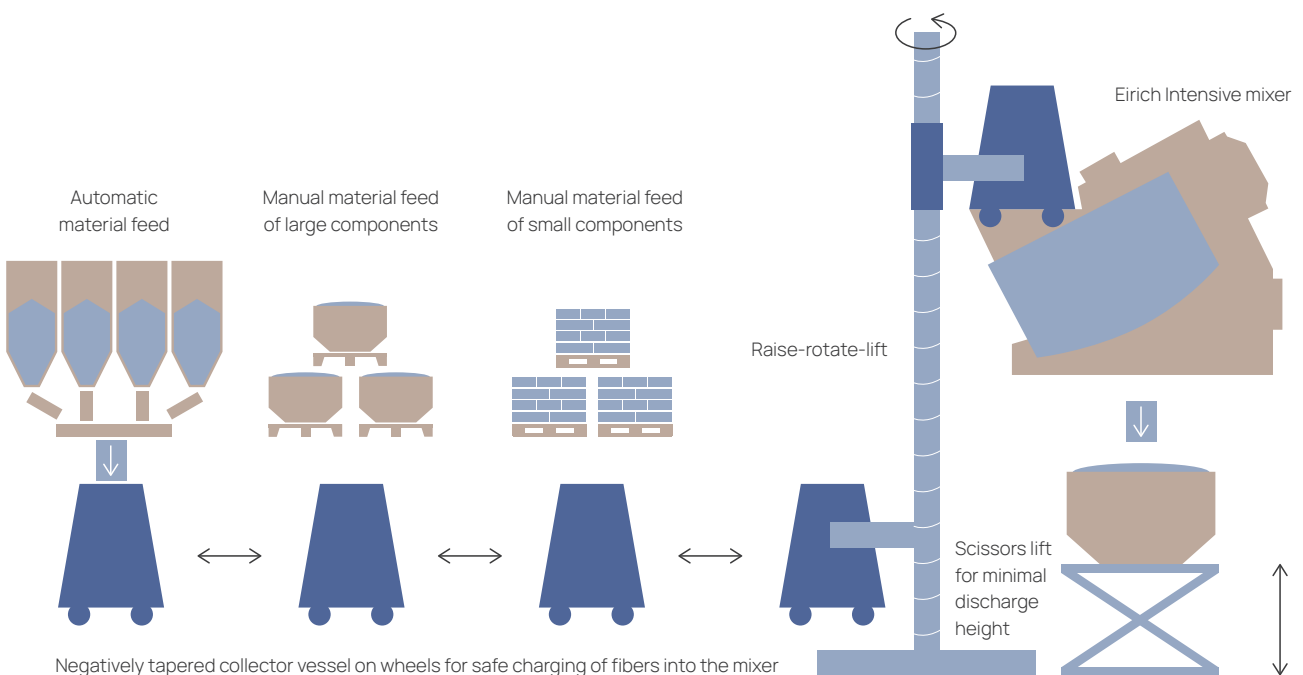 Eirich Intensive mixer
Automatic
material feed
Manual material feed
of large components
Manual material feed
of small components
Raise-rotate-lift
Scissors lift
for minimal
discharge
height
Negatively tapered collector vessel on wheels for safe charging of fibers into the mixer